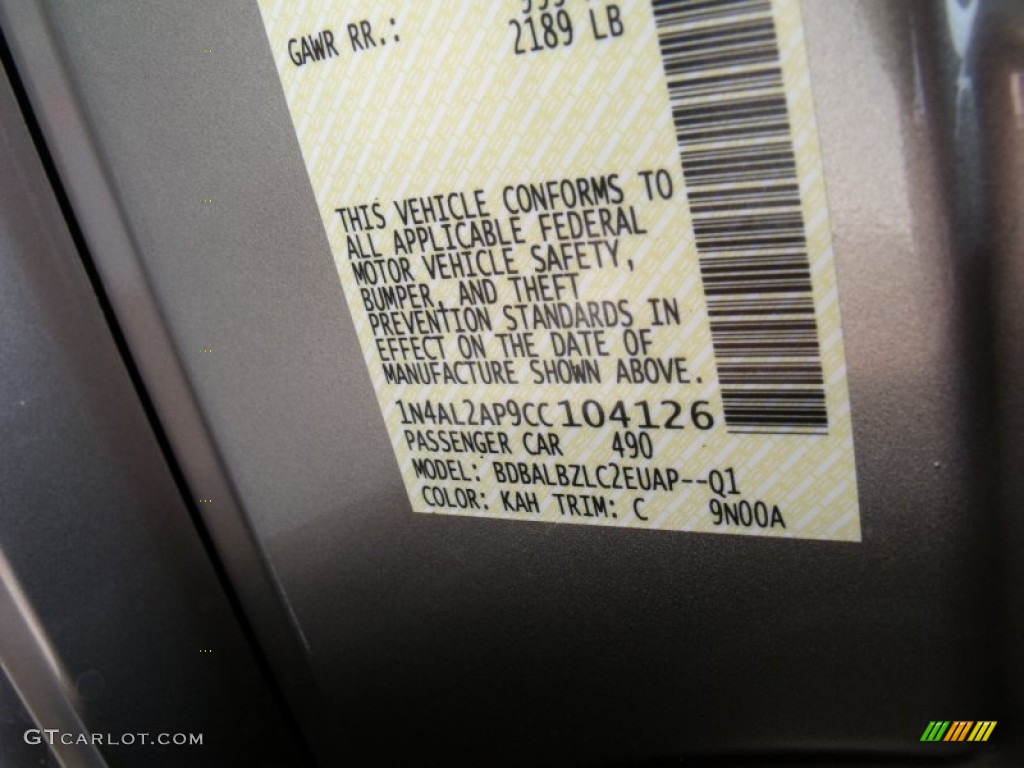 GAWR RR.:
2189 LB
THIS VEHICLE CONFORMS TO
ALL APPLICABLE FEDERAL
MOTOR VEHICLE SAFETY,
BUMPER, AND THEFT
PREVENTION STANDARDS IN
EFFECT ON THE DATE OF
MANUFACTURE SHOWN ABOVE.
1N4AL2AP9CC104126
PASSENGER CAR 490
MODEL: BDBALBZLC2EUAP--Q1
COLOR: KAH TRIM: C 9N00A
GTCARLOT.COM